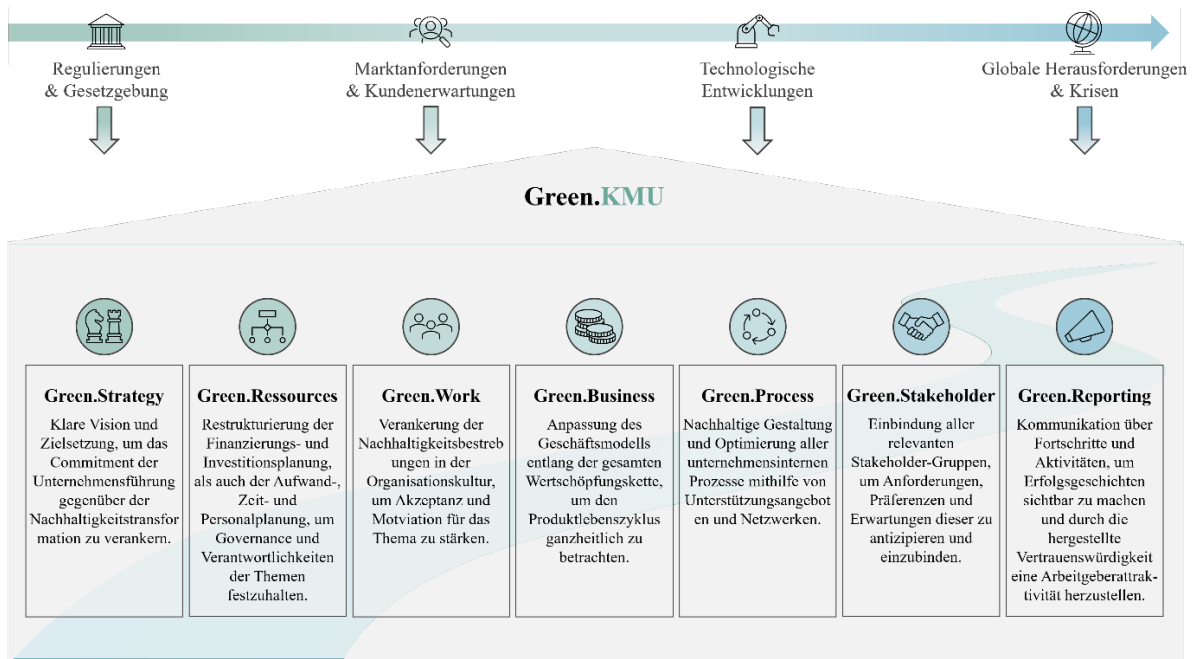 Regulierungen
& Gesetzgebung
Marktanforderungen
& Kundenerwartungen
Technologische
Entwicklungen
Globale Herausforderungen
& Krisen
Green.KMU
Green.Strategy
Klare Vision und
Zielsetzung, um das
Commitment der
Unternehmensführung
gegenüber der
Nachhaltigkeitstransfor
mation zu verankern.
Green.Ressources
Restrukturierung der
Finanzierungs- und
Investitionsplanung,
als auch der Aufwand-,
Zeit- und
Personalplanung, um
Governance und
Verantwortlichkeiten
der Themen
festzuhalten.
Green.Work
Verankerung der
Nachhaltigkeitsbestreb
ungen in der
Organisationskultur,
um Akzeptanz und
Motviation für das
Thema zu stärken.
Green.Business
Anpassung des
Geschäftsmodells
entlang der gesamten
Wertschöpfungskette,
um den
Produktlebenszyklus
ganzheitlich zu
betrachten.
Green.Process
Nachhaltige Gestaltung
und Optimierung aller
unternehmensinternen
Prozesse mithilfe von
Unterstützungsangebot
en und Netzwerken.
Green.Stakeholder
Einbindung aller
relevanten
Stakeholder-Gruppen,
um Anforderungen,
Präferenzen und
Erwartungen dieser zu
antizipieren und
einzubinden.
Green.Reporting
Kommunikation über
Fortschritte und
Aktivitäten, um
Erfolgsgeschichten
sichtbar zu machen
und durch die
hergestellte
Vertrauenswürdigkeit
eine Arbeitgeberattrak-
tivität herzustellen.